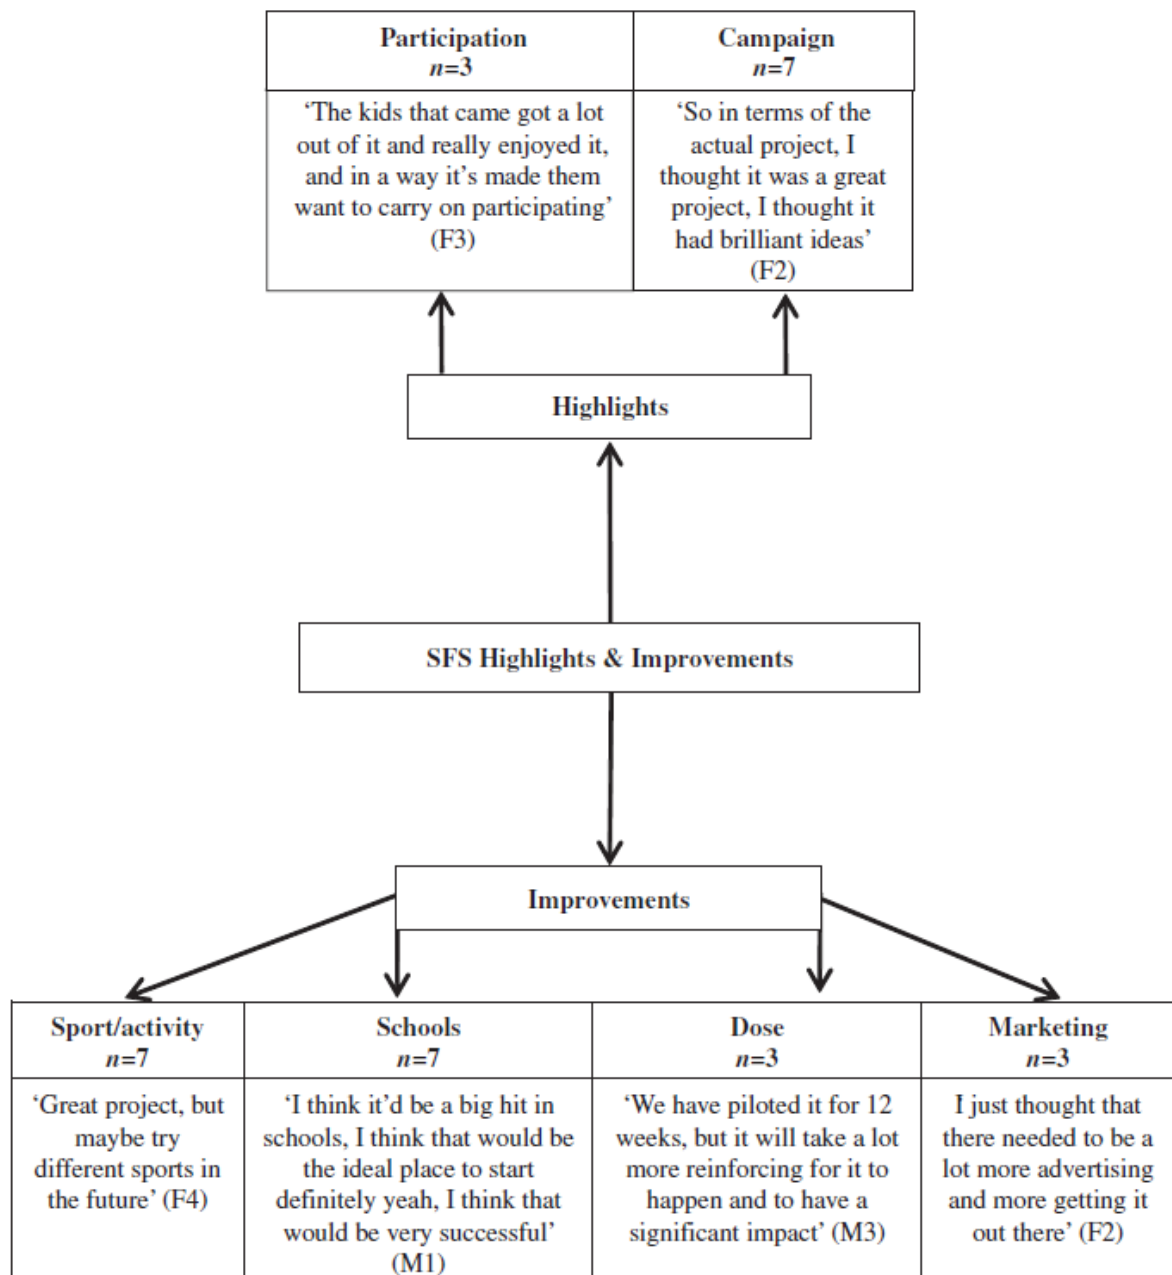 Participation
n=3
Campaign
n=7
‘The kids that came got a lot
out of it and really enjoyed it,
and in a way it’s made them
want to carry on participating’
(F3)
‘So in terms of the
actual project, I
thought it was a great
project, I thought it
had brilliant ideas’
(F2)
Highlights
SFS Highlights & Improvements
Improvements
Sport/activity
n=7
Schools
n=7
Dose
n=3
Marketing
n=3
‘Great project, but
maybe try
different sports in
the future’ (F4)
‘I think it’d be a big hit in
schools, I think that would be
the ideal place to start
definitely yeah, I think that
would be very successful’
(M1)
‘We have piloted it for 12
weeks, but it will take a lot
more reinforcing for it to
happen and to have a
significant impact’ (M3)
I just thought that
there needed to be a
lot more advertising
and more getting it
out there’ (F2)